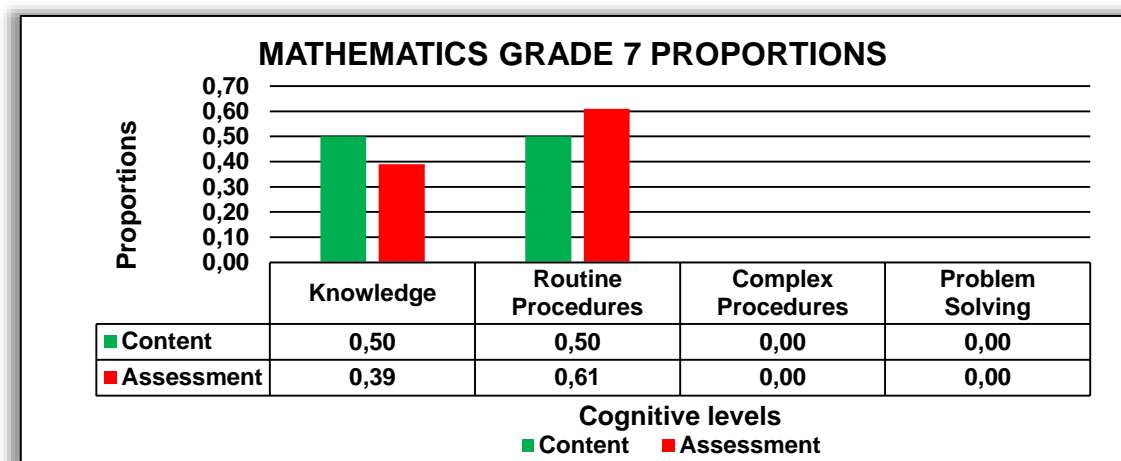 MATHEMATICS GRADE 7 PROPORTIONS
Proportions
0,70
0,60
0,50
0,40
0,30
0,20
0,10
0,00
Knowledge Routine Procedures Complex Procedures Problem Solving
Content 0,50 0,50 0,00 0,00
Assessment 0,39 0,61 0,00 0,00
Cognitive levels
Content Assessment